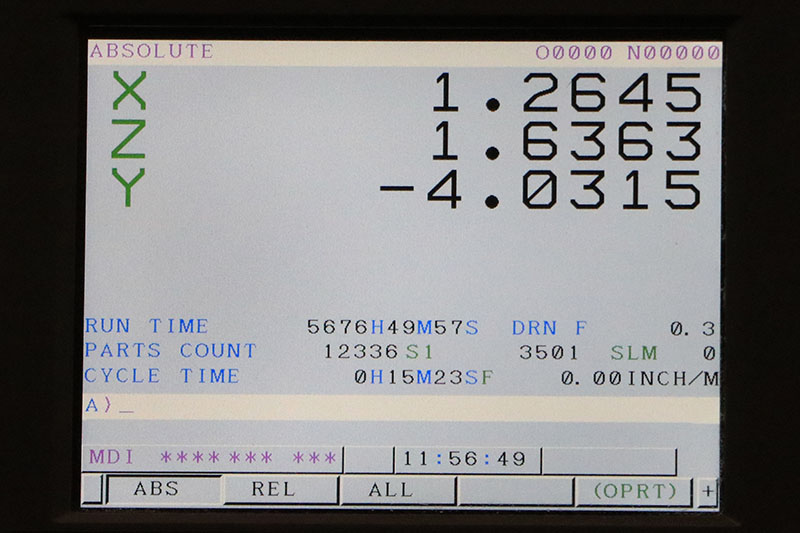 ABSOLUTE O0000 N00000
X 1.2645
Z 1.6363
Y -4.0315
RUN TIME 5676H49M57S DRN F 0.3
PARTS COUNT 12336 S1 3501 SLM 0
CYCLE TIME 0H15M23SF 0.00INCH/M
A)_
MDI **** *** *** 11:56:49
ABS REL ALL (OPRT) +